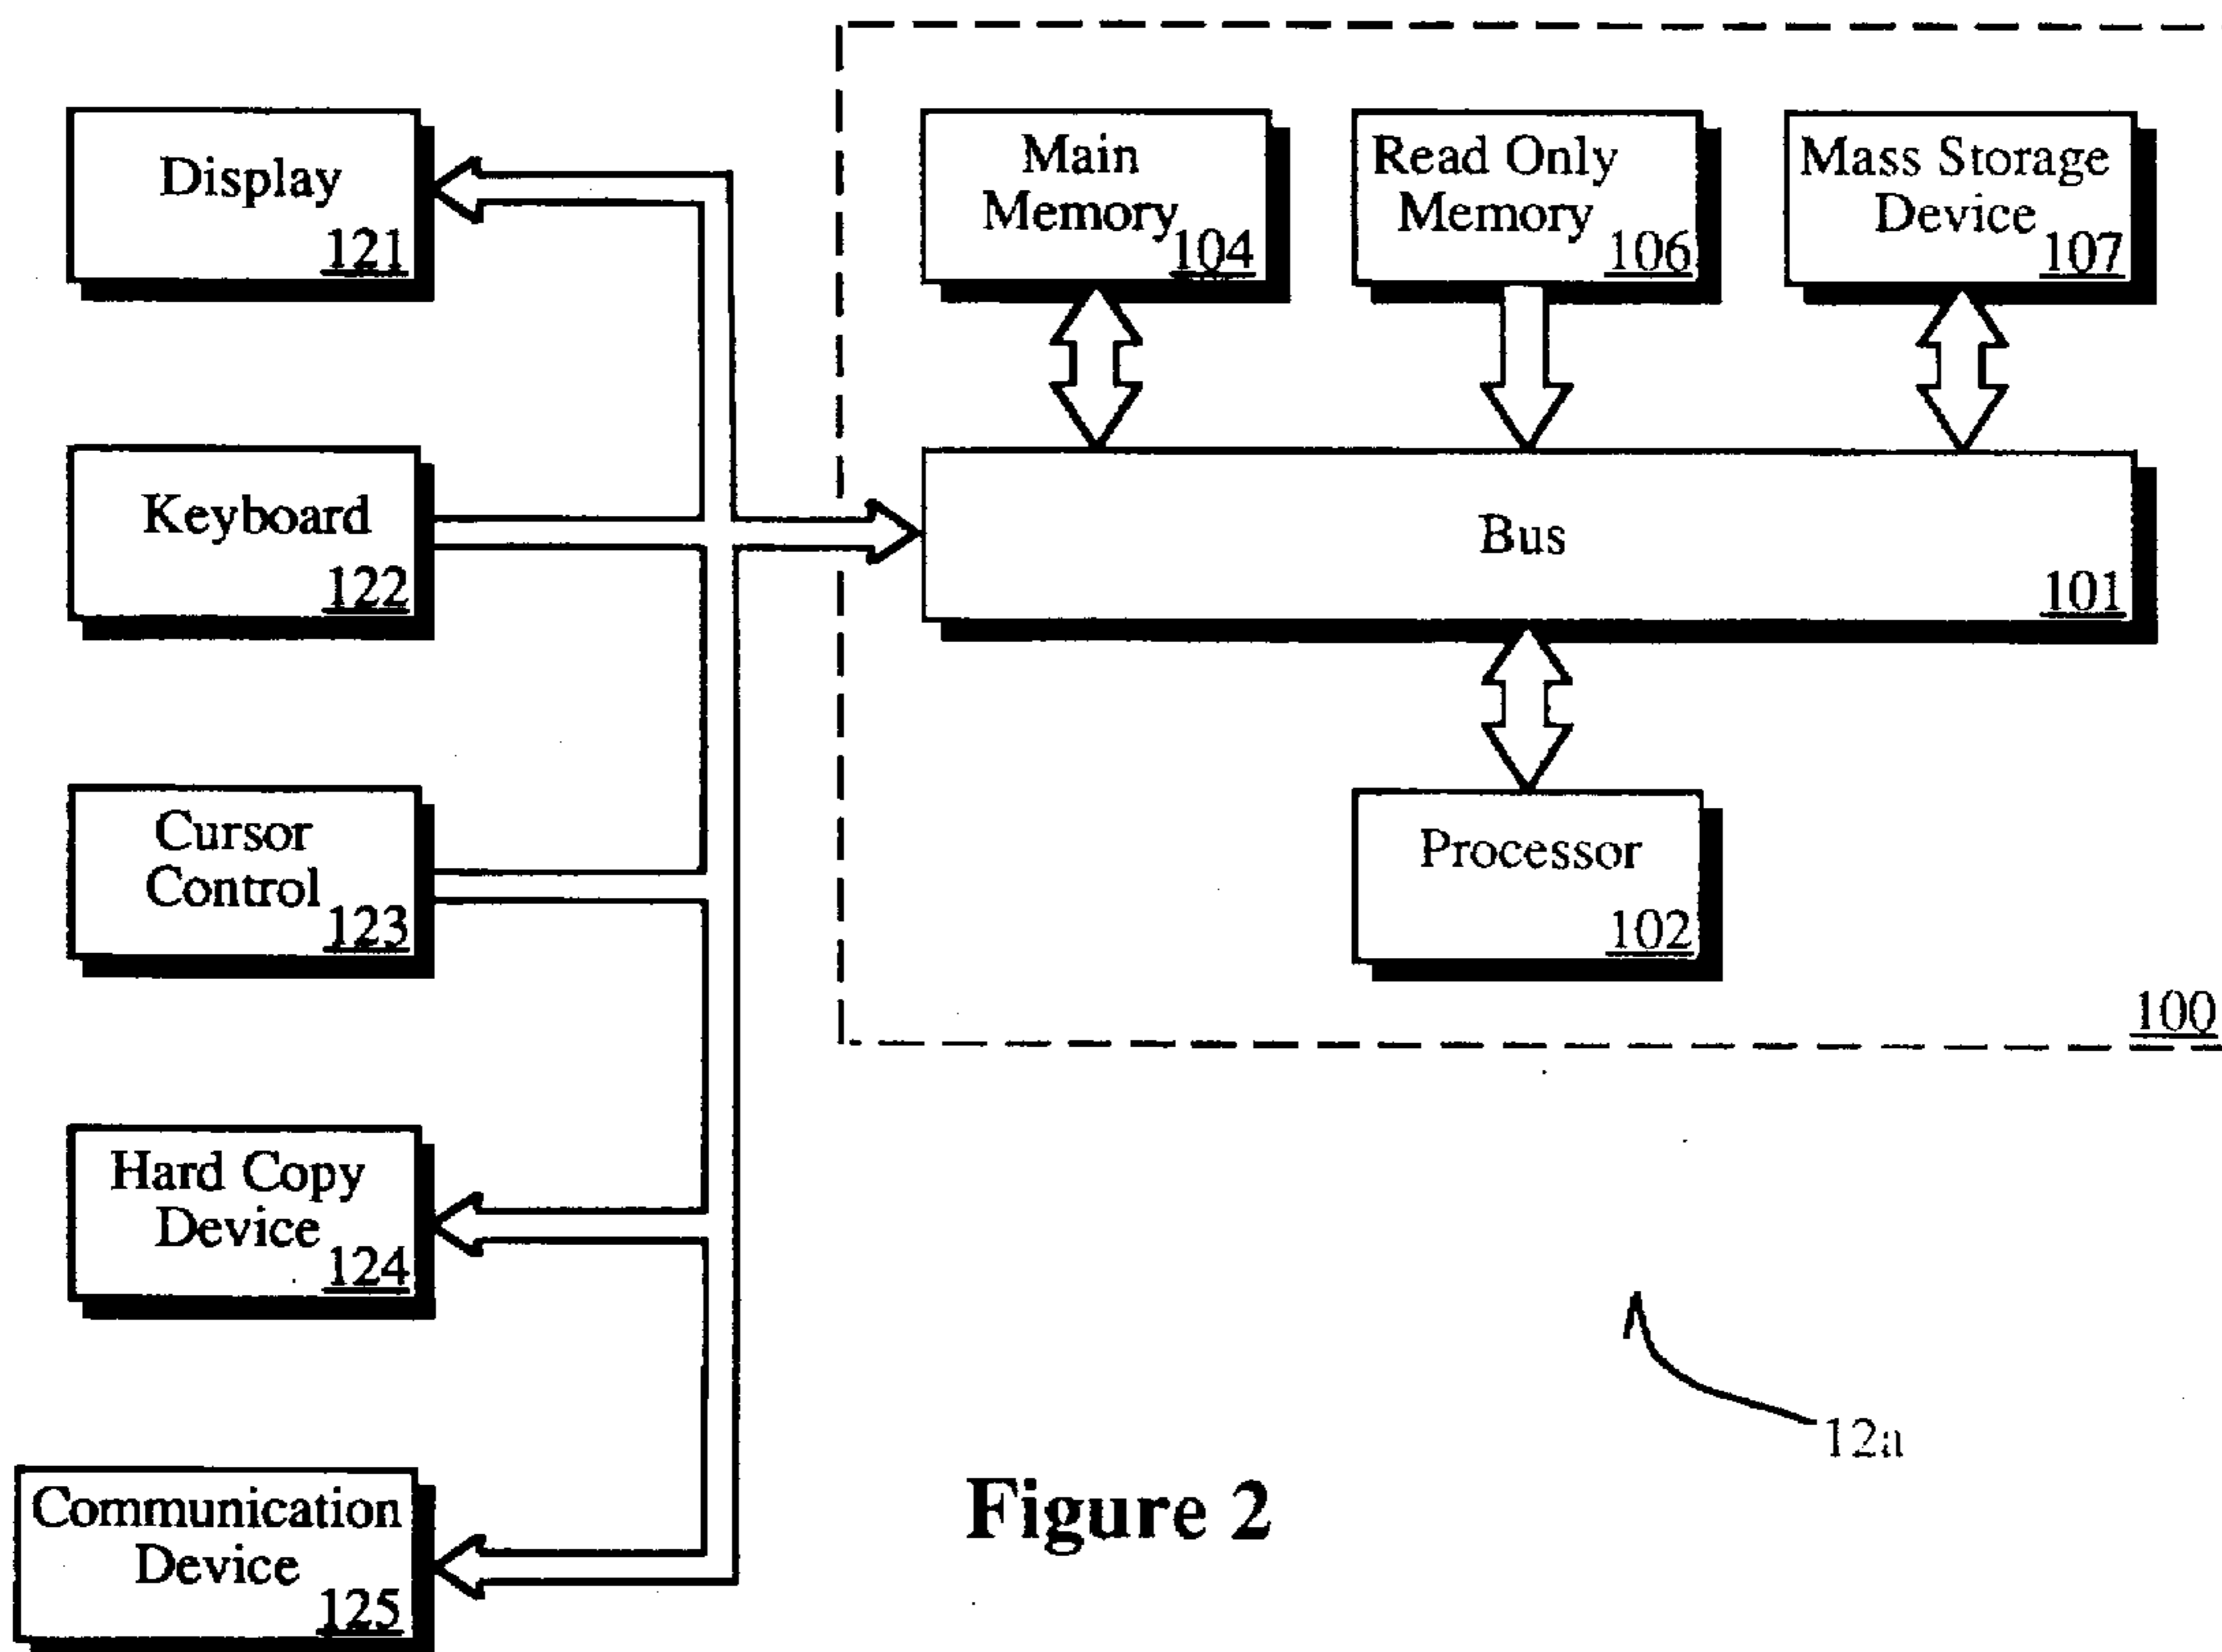 Display
121
Keyboard
122
Cursor
Control
123
Hard Copy
Device
124
Communication
Device
125
Main
Memory
104
Read Only
Memory
106
Mass Storage
Device
107
Bus
101
Processor
102
100
12a
Figure 2